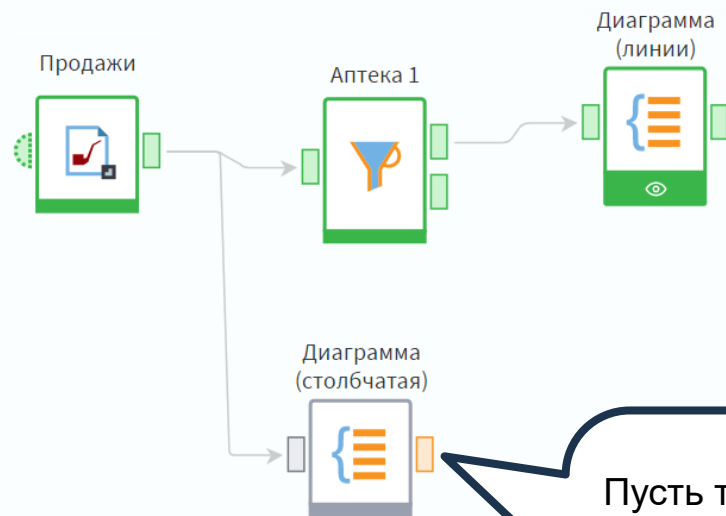 Продажи
Аптека 1
Диаграмма
(линии)
Диаграмма
(столбчатая)
Пусть